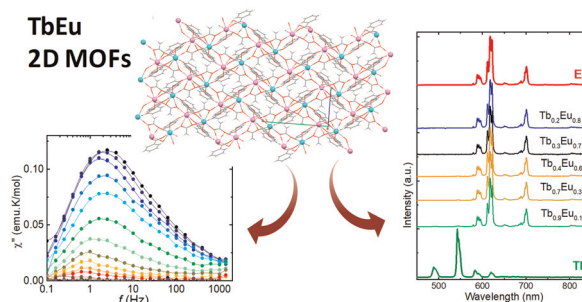 TbEu
2D MOFs
χ'' (emu.K/mol)
0.10
0.05
0.00
0.1 1 10 100 1000
f (Hz)
Intensity (a.u.)
Tb0.2Eu0.8
Tb0.3Eu0.7
Tb0.4Eu0.6
Tb0.7Eu0.3
Tb0.9Eu0.1
500 600 700 800
Wavelength (nm)